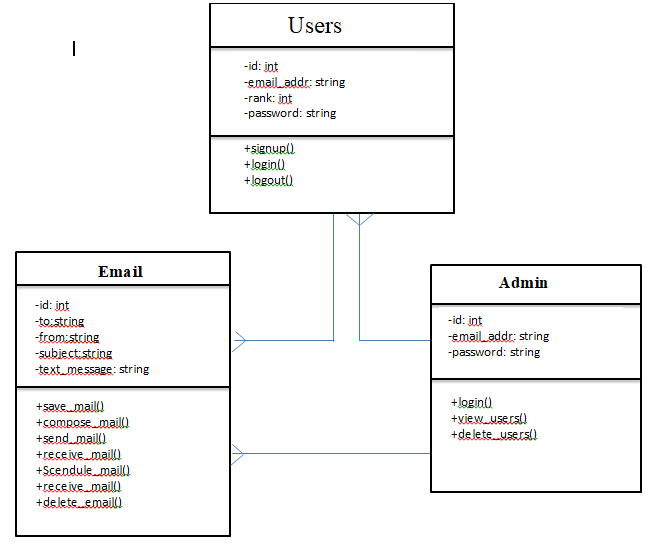 Users
-id: int
-email_addr: string
-rank: int
-password: string
+signup()
+login()
+logout()
Email
-id: int
-to:string
-from:string
-subject:string
-text_message: string
+save_mail()
+compose_mail()
+send_mail()
+receive_mail()
+Scendule_mail()
+receive_mail()
+delete_email()
Admin
-id: int
-email_addr: string
-password: string
+login()
+view_users()
+delete_users()